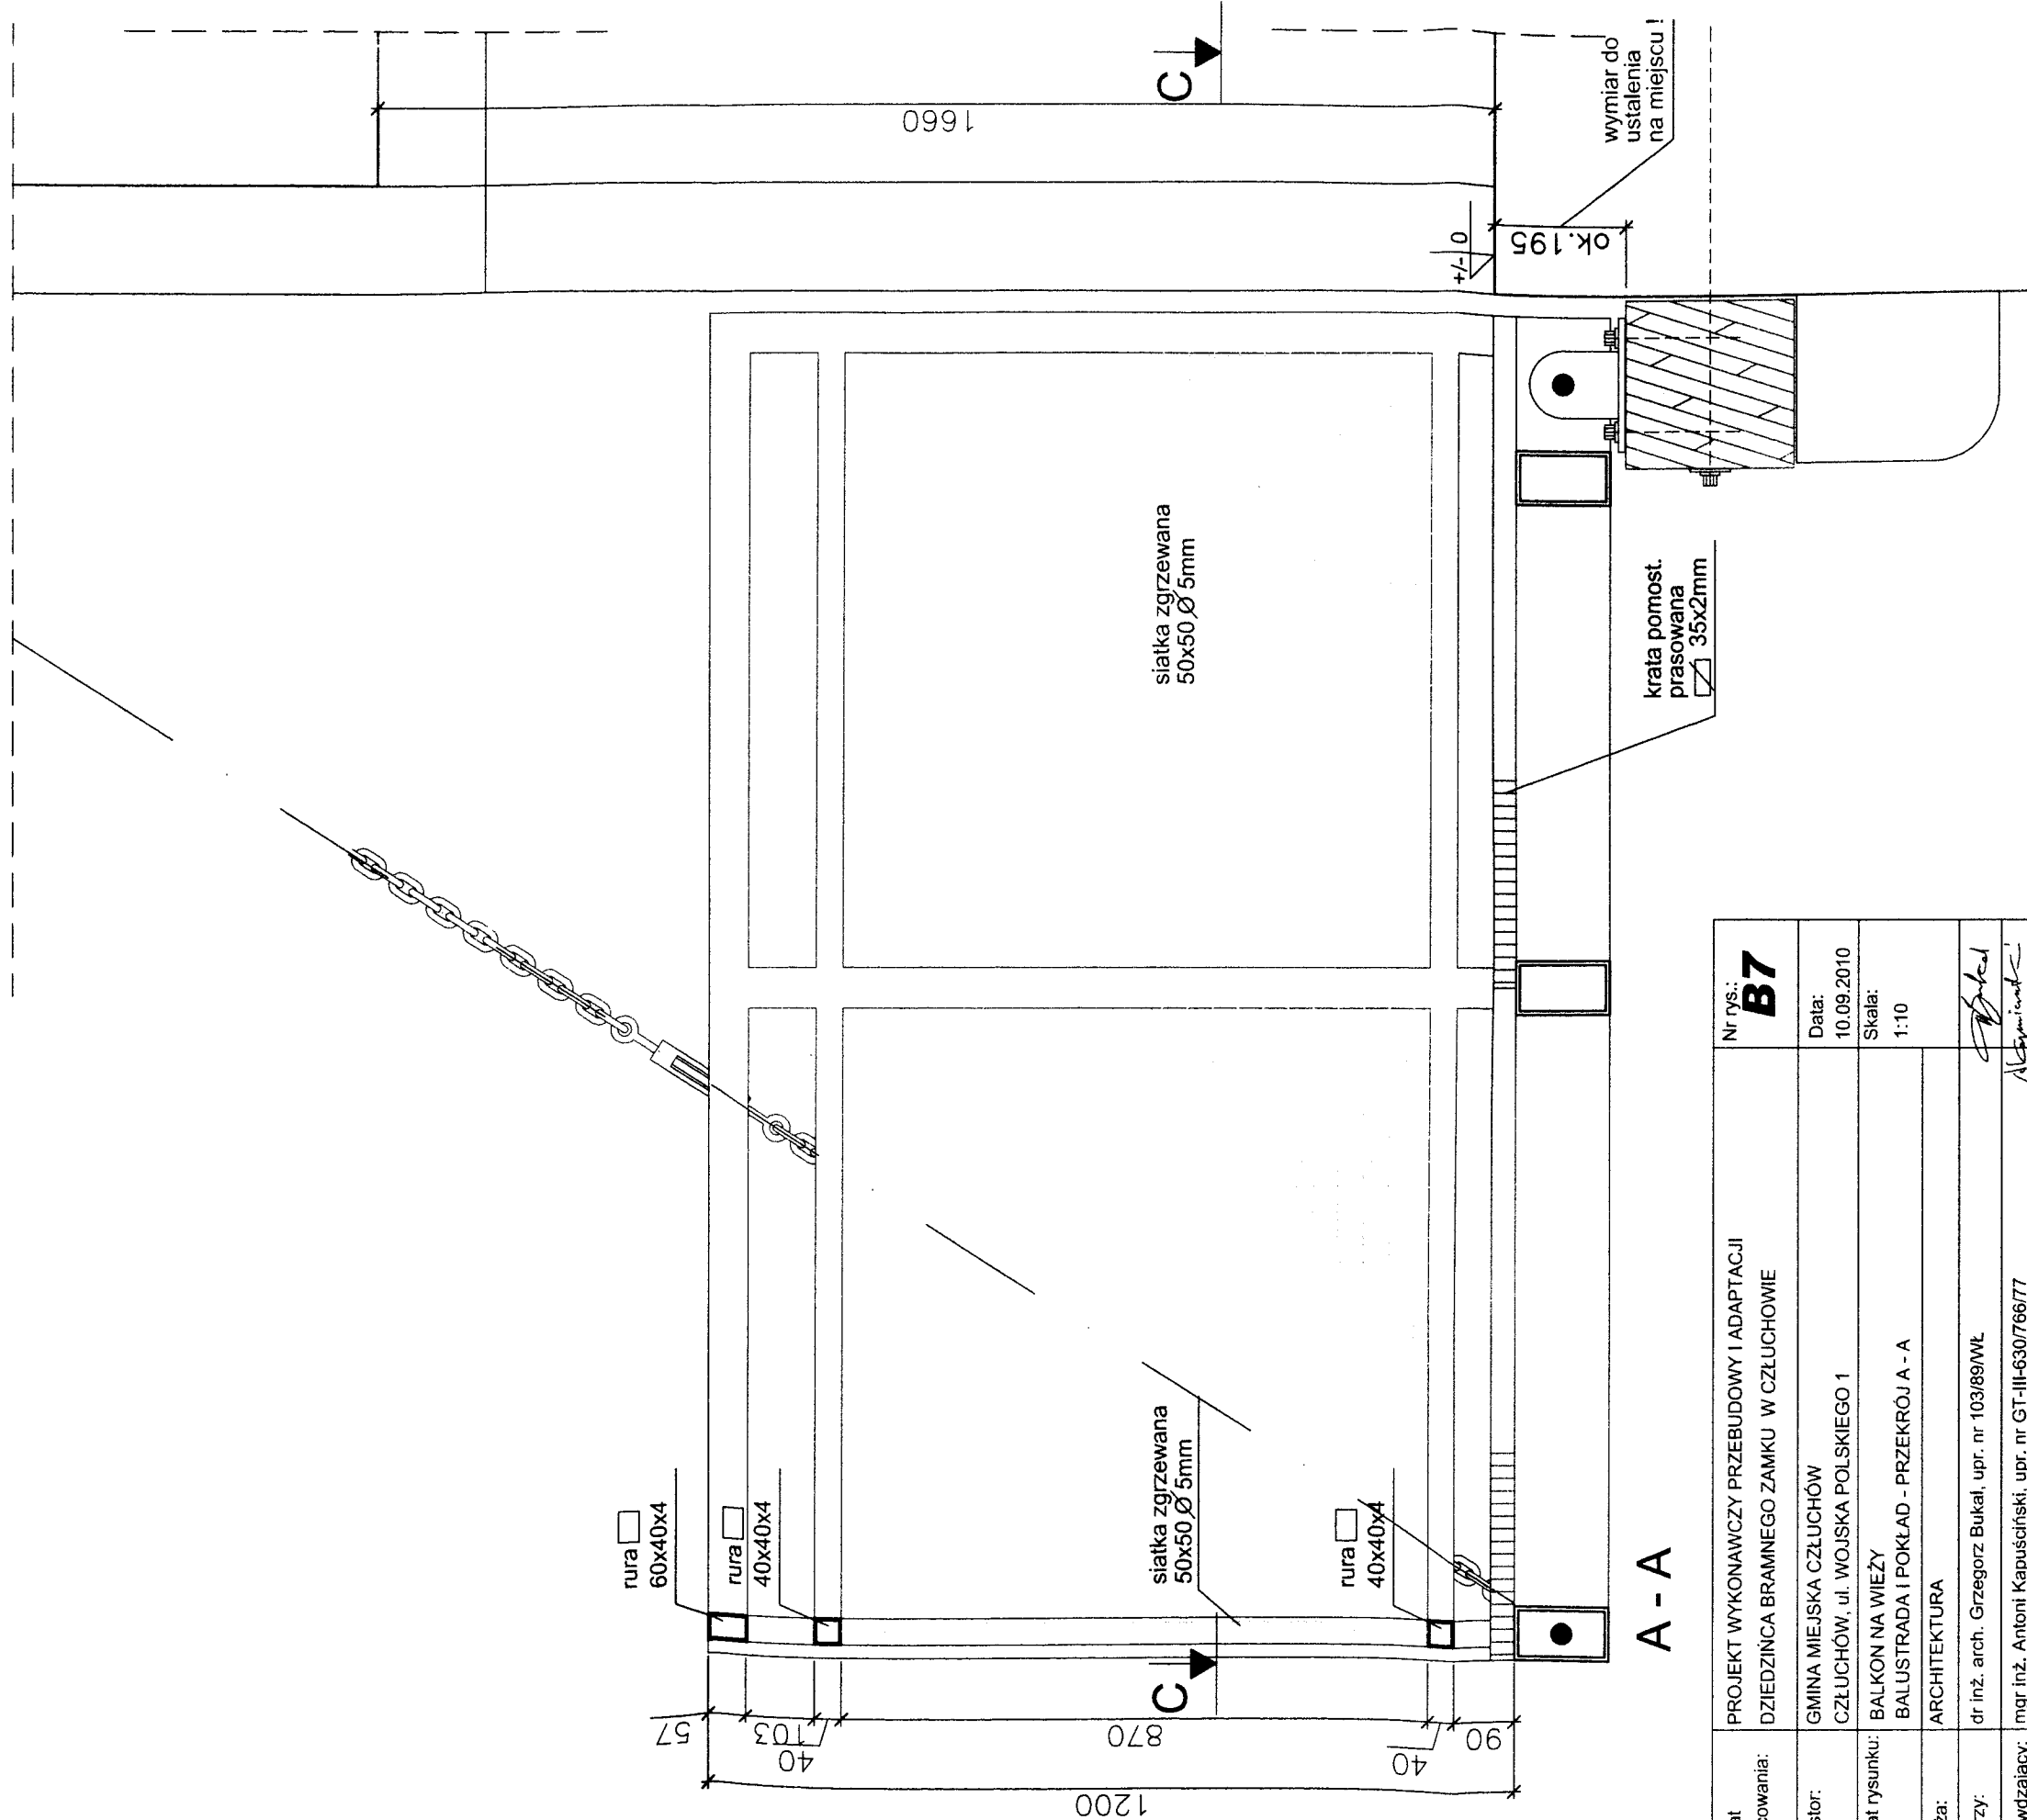 1660
C
wymiar do
ustalenia
na miejscu !
+/- 0
ok.195
siatka zgrzewana
50x50 Ø 5mm
krata pomost.
prasowana
35x2mm
rura
60x40x4
rura
40x40x4
siatka zgrzewana
50x50 Ø 5mm
rura
40x40x4
C
57
103
40
870
40
90
1200
A - A
PROJEKT WYKONAWCZY PRZEBUDOWY I ADAPTACJI
DZIEDZIŃCA BRAMNEGO ZAMKU W CZŁUCHOWIE
Nr rys.:
B7
GMINA MIEJSKA CZŁUCHÓW
CZŁUCHÓW, ul. WOJSKA POLSKIEGO 1
Data:
10.09.2010
at rysunku:
BALKON NA WIEŻY
BALUSTRADA I POKŁAD - PRZEKRÓJ A - A
Skala:
1:10
ARCHITEKTURA
dr inż. arch. Grzegorz Bukal, upr. nr 103/89/WŁ
wdzający:
mgr inż. Antoni Kapuściński, upr. nr GT-III-630/766/77